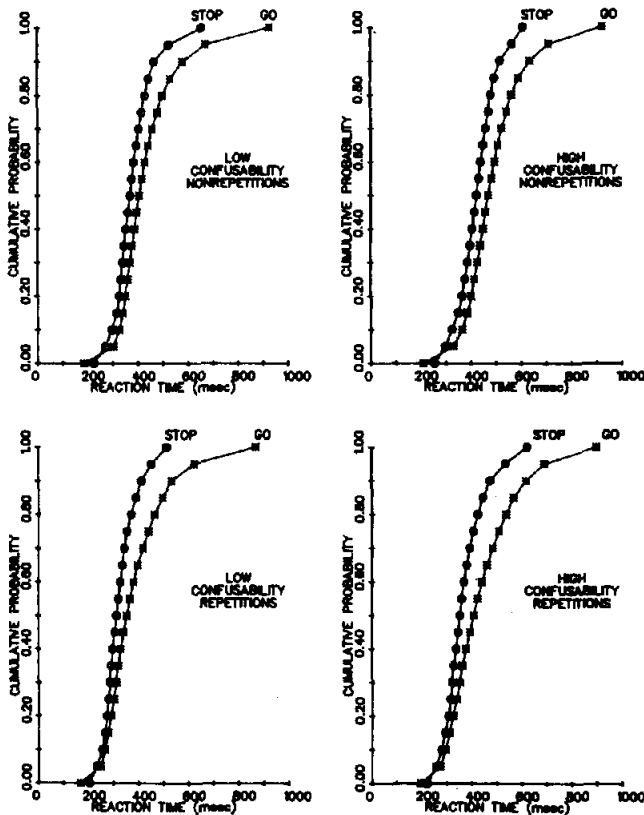 STOP GO
CUMULATIVE PROBABILITY
1.00
0.80
0.60
0.40
0.20
0.00
LOW
CONFUSABILITY
NONREPETITIONS
0 200 400 600 800 1000
REACTION TIME (msec)
STOP GO
CUMULATIVE PROBABILITY
1.00
0.80
0.60
0.40
0.20
0.00
HIGH
CONFUSABILITY
NONREPETITIONS
0 200 400 600 800 1000
REACTION TIME (msec)
STOP GO
CUMULATIVE PROBABILITY
1.00
0.80
0.60
0.40
0.20
0.00
LOW
CONFUSABILITY
REPETITIONS
0 200 400 600 800 1000
REACTION TIME (msec)
STOP GO
CUMULATIVE PROBABILITY
1.00
0.80
0.60
0.40
0.20
0.00
HIGH
CONFUSABILITY
REPETITIONS
0 200 400 600 800 1000
REACTION TIME (msec)